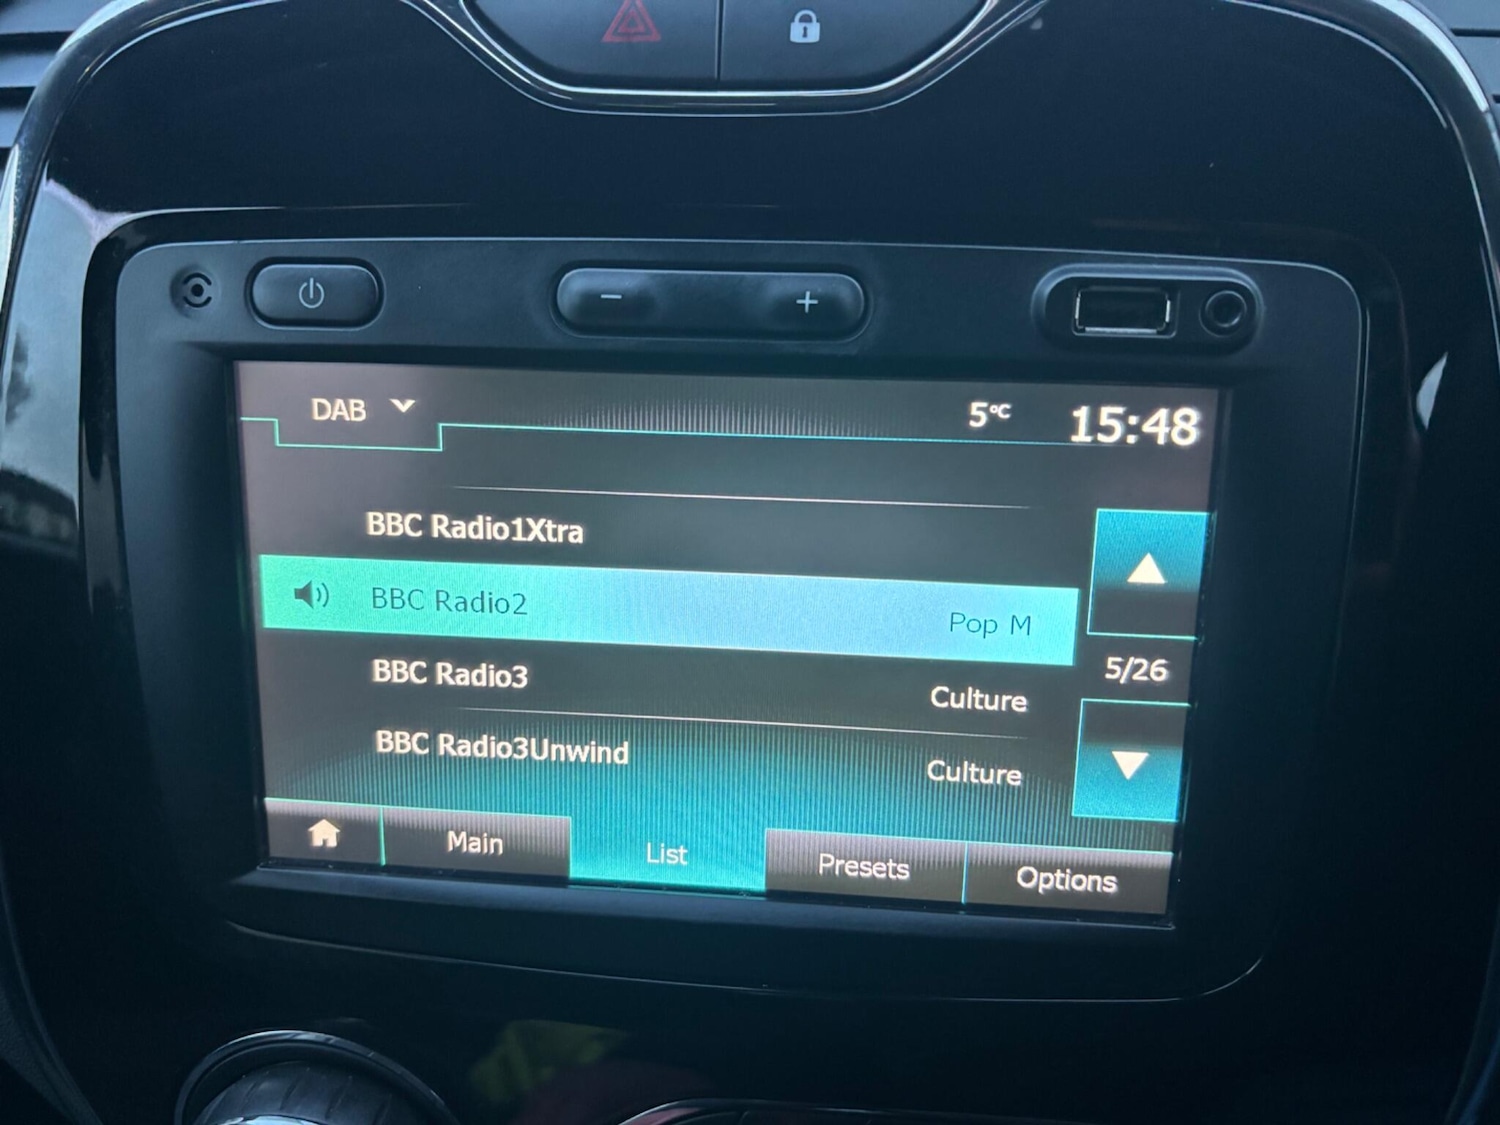 DAB 5°C 15:48
BBC Radio1Xtra
BBC Radio2 Pop M
BBC Radio3 Culture
5/26
BBC Radio3Unwind Culture
Main List Presets Options